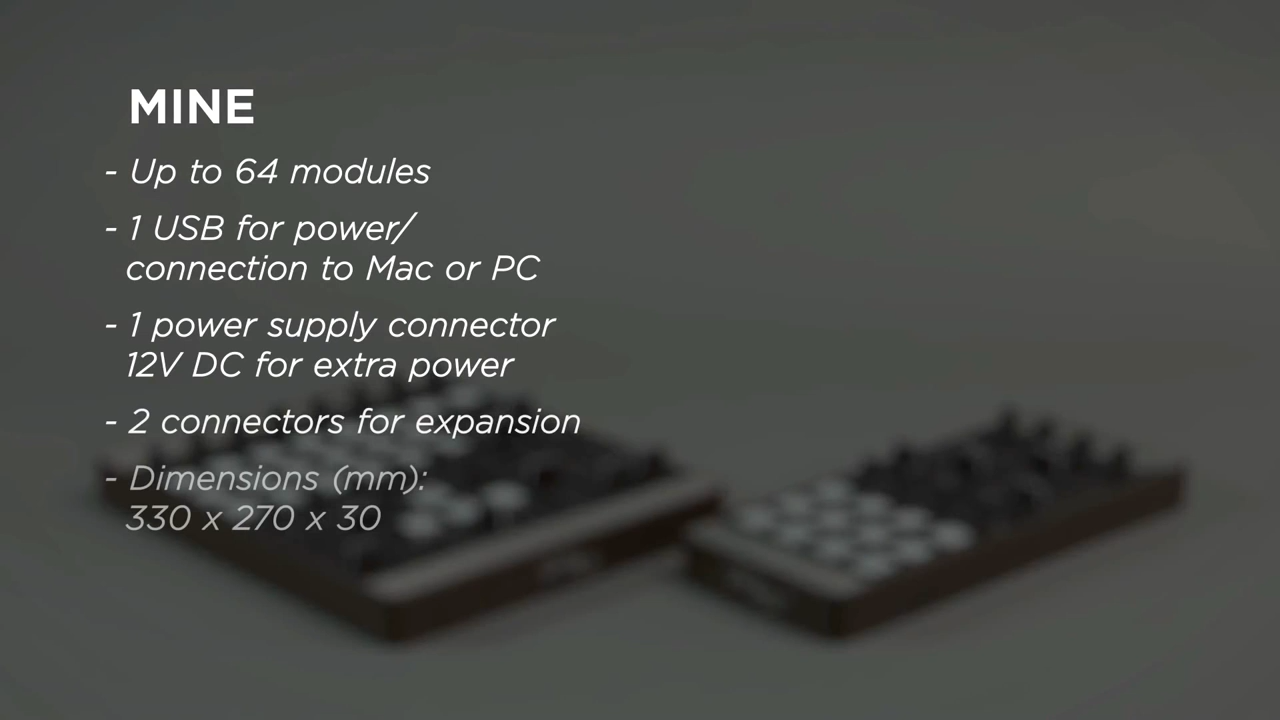 MINE
- Up to 64 modules
- 1 USB for power/
connection to Mac or PC
- 1 power supply connector
12V DC for extra power
- 2 connectors for expansion
- Dimensions (mm):
330 x 270 x 30